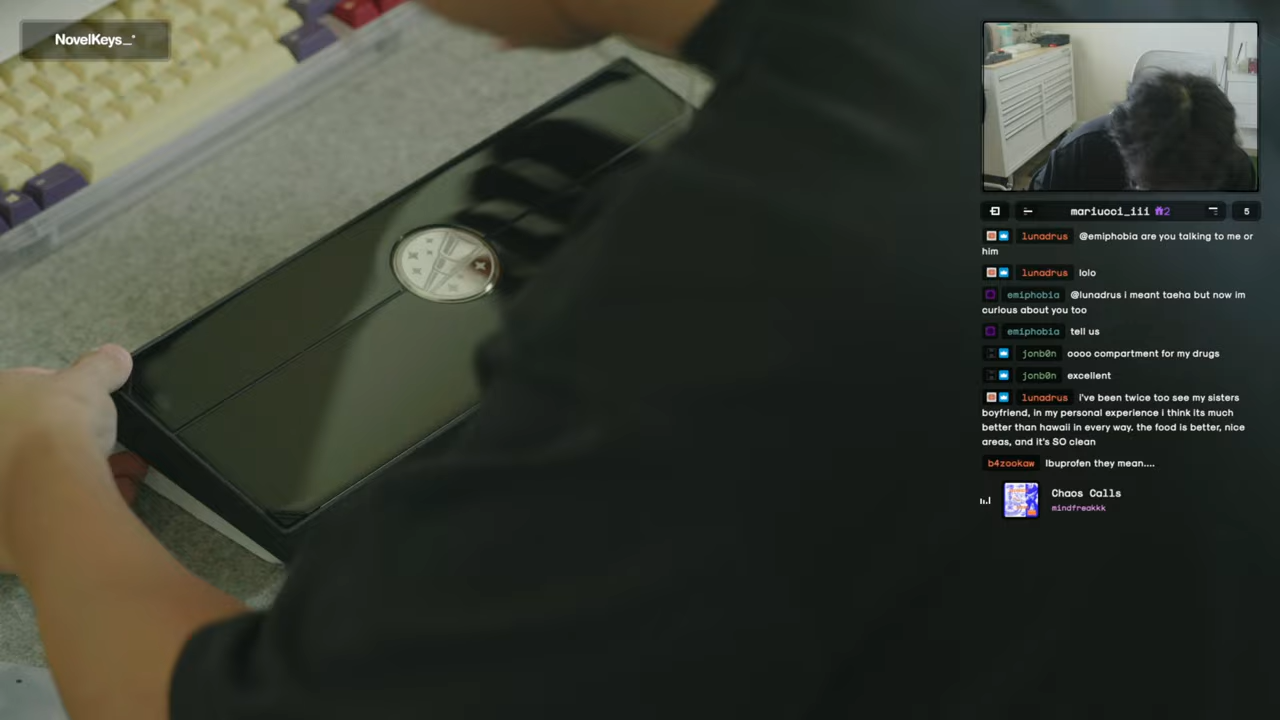 NovelKeys_*
mariucci_iii 2
5
lunadrus @emiphobia are you talking to me or
him
lunadrus lolo
emiphobia @lunadrus i meant taeha but now im
curious about you too
emiphobia tell us
jonb0n oooo compartment for my drugs
jonb0n excellent
lunadrus i've been twice too see my sisters
boyfriend, in my personal experience i think its much
better than hawaii in every way. the food is better, nice
areas, and it's SO clean
b4zookaw Ibuprofen they mean....
Chaos Calls
mindfreakkk